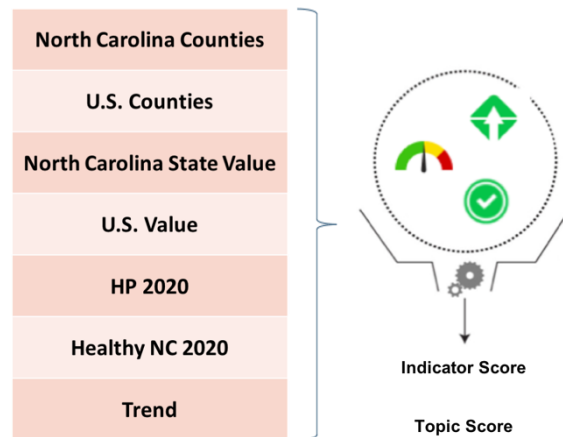 North Carolina Counties
U.S. Counties
North Carolina State Value
U.S. Value
HP 2020
Healthy NC 2020
Trend
Indicator Score
Topic Score